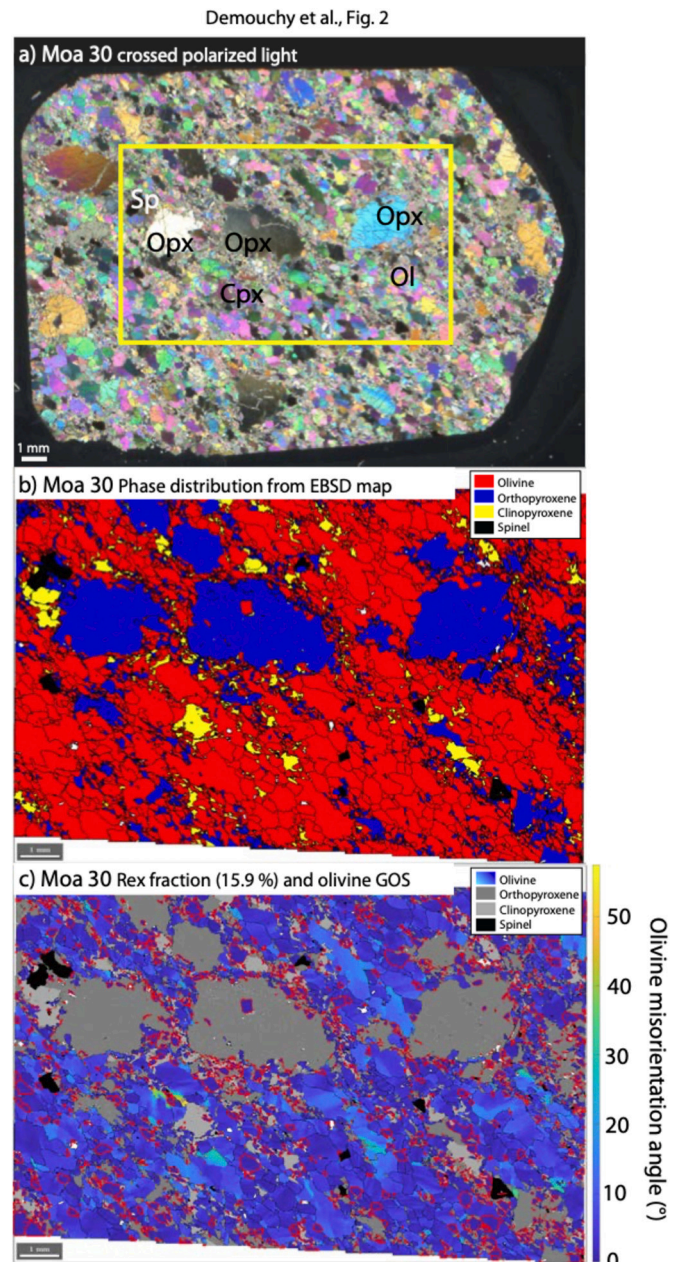 Demouchy et al., Fig. 2
a) Moa 30 crossed polarized light
Sp
Opx
Opx
Opx
Ol
Cpx
1 mm
b) Moa 30 Phase distribution from EBSD map
Olivine
Orthopyroxene
Clinopyroxene
Spinel
1 mm
c) Moa 30 Rex fraction (15.9 %) and olivine GOS
Olivine
Orthopyroxene
Clinopyroxene
Spinel
50
40
30
20
10
0
Olivine misorientation angle (°)
1 mm